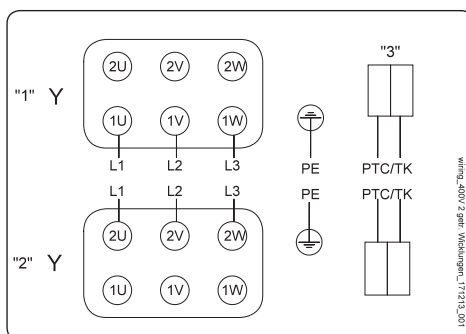 "3"
2U 2V 2W
"1" Y
1U 1V 1W
L1 L2 L3 PE PTC/TK
L1 L2 L3 PE PTC/TK
2U 2V 2W
"2" Y
1U 1V 1W
wiring_400V 2 getr. Wicklungen_171213_001